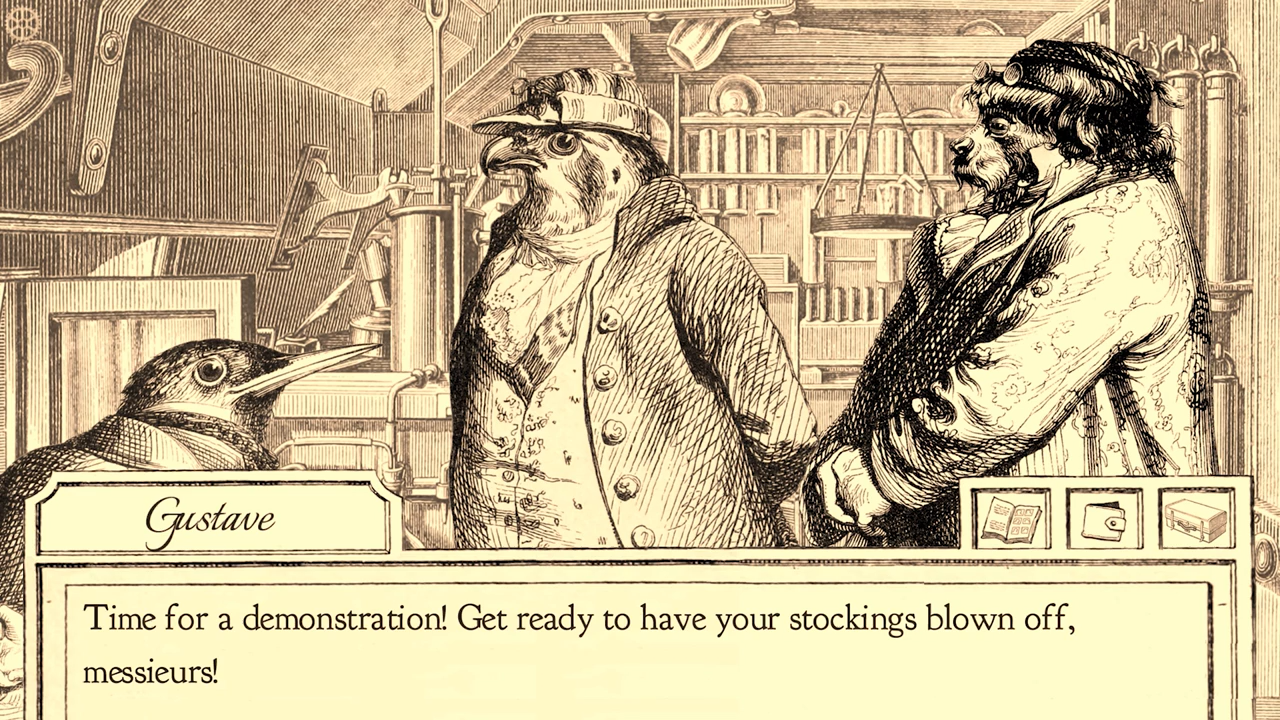 Gustave
Time for a demonstration! Get ready to have your stockings blown off,
messieurs!